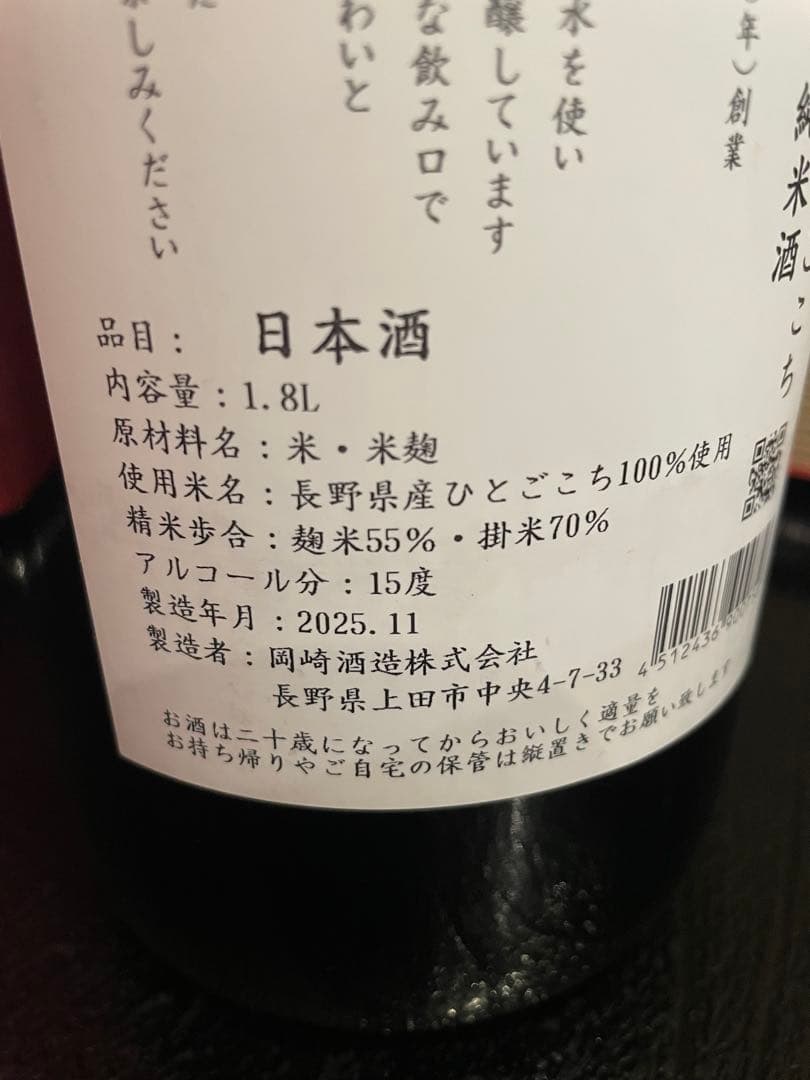 純米酒
ごこち
年）創業
水を使い
醸しています
な飲み口で
わいと
しみください
品目：　日本酒
内容量：1.8L
原材料名：米・米麹
使用米名：長野県産ひとごこち100%使用
精米歩合：麹米55%・掛米70%
アルコール分：15度
製造年月：2025.11
製造者：岡崎酒造株式会社
長野県上田市中央4-7-33
お酒は二十歳になってからおいしく適量を
お持ち帰りやご自宅の保管は縦置きでお願い致します
4 512436